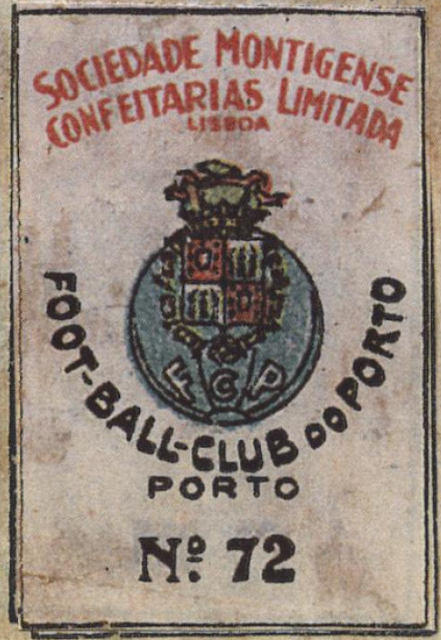 SOCIEDADE MONTIGENSE
CONFEITARIAS LIMITADA
LISBOA
F C P
FOOT-BALL-CLUB DO PORTO
PORTO
Nº 72